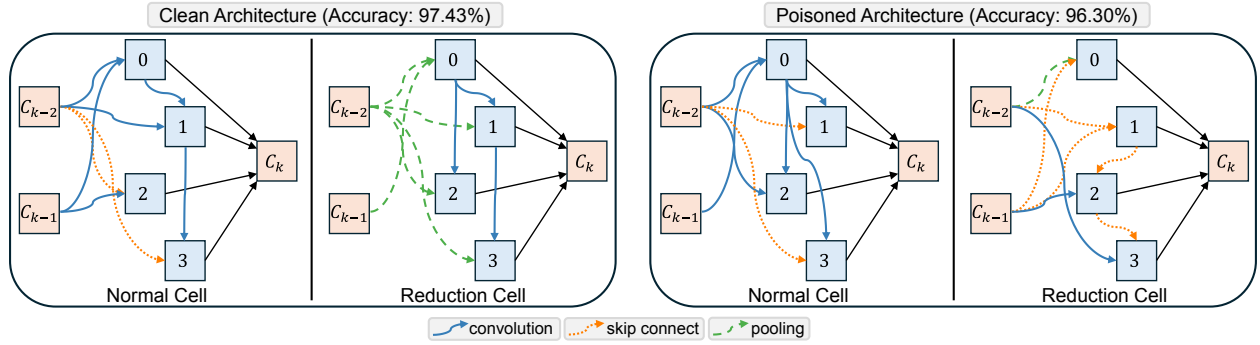 Clean Architecture (Accuracy: 97.43%)
Poisoned Architecture (Accuracy: 96.30%)
0
C_{k-2}
1
C_k
2
C_{k-1}
3
Normal Cell
0
C_{k-2}
1
C_k
2
C_{k-1}
3
Reduction Cell
0
C_{k-2}
1
C_k
2
C_{k-1}
3
Normal Cell
0
C_{k-2}
1
C_k
2
C_{k-1}
3
Reduction Cell
convolution
skip connect
pooling